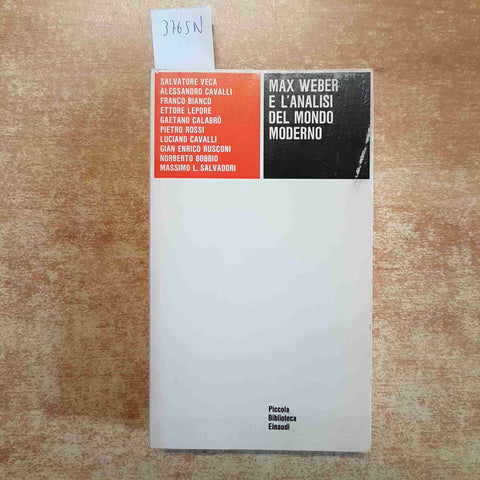 3765N
SALVATORE VECA
ALESSANDRO CAVALLI
FRANCO BIANCO
ETTORE LEPORE
GAETANO CALABRÒ
PIETRO ROSSI
LUCIANO CAVALLI
GIAN ENRICO RUSCONI
NORBERTO BOBBIO
MASSIMO L. SALVADORI
MAX WEBER
E L'ANALISI
DEL MONDO
MODERNO
Piccola
Biblioteca
Einaudi